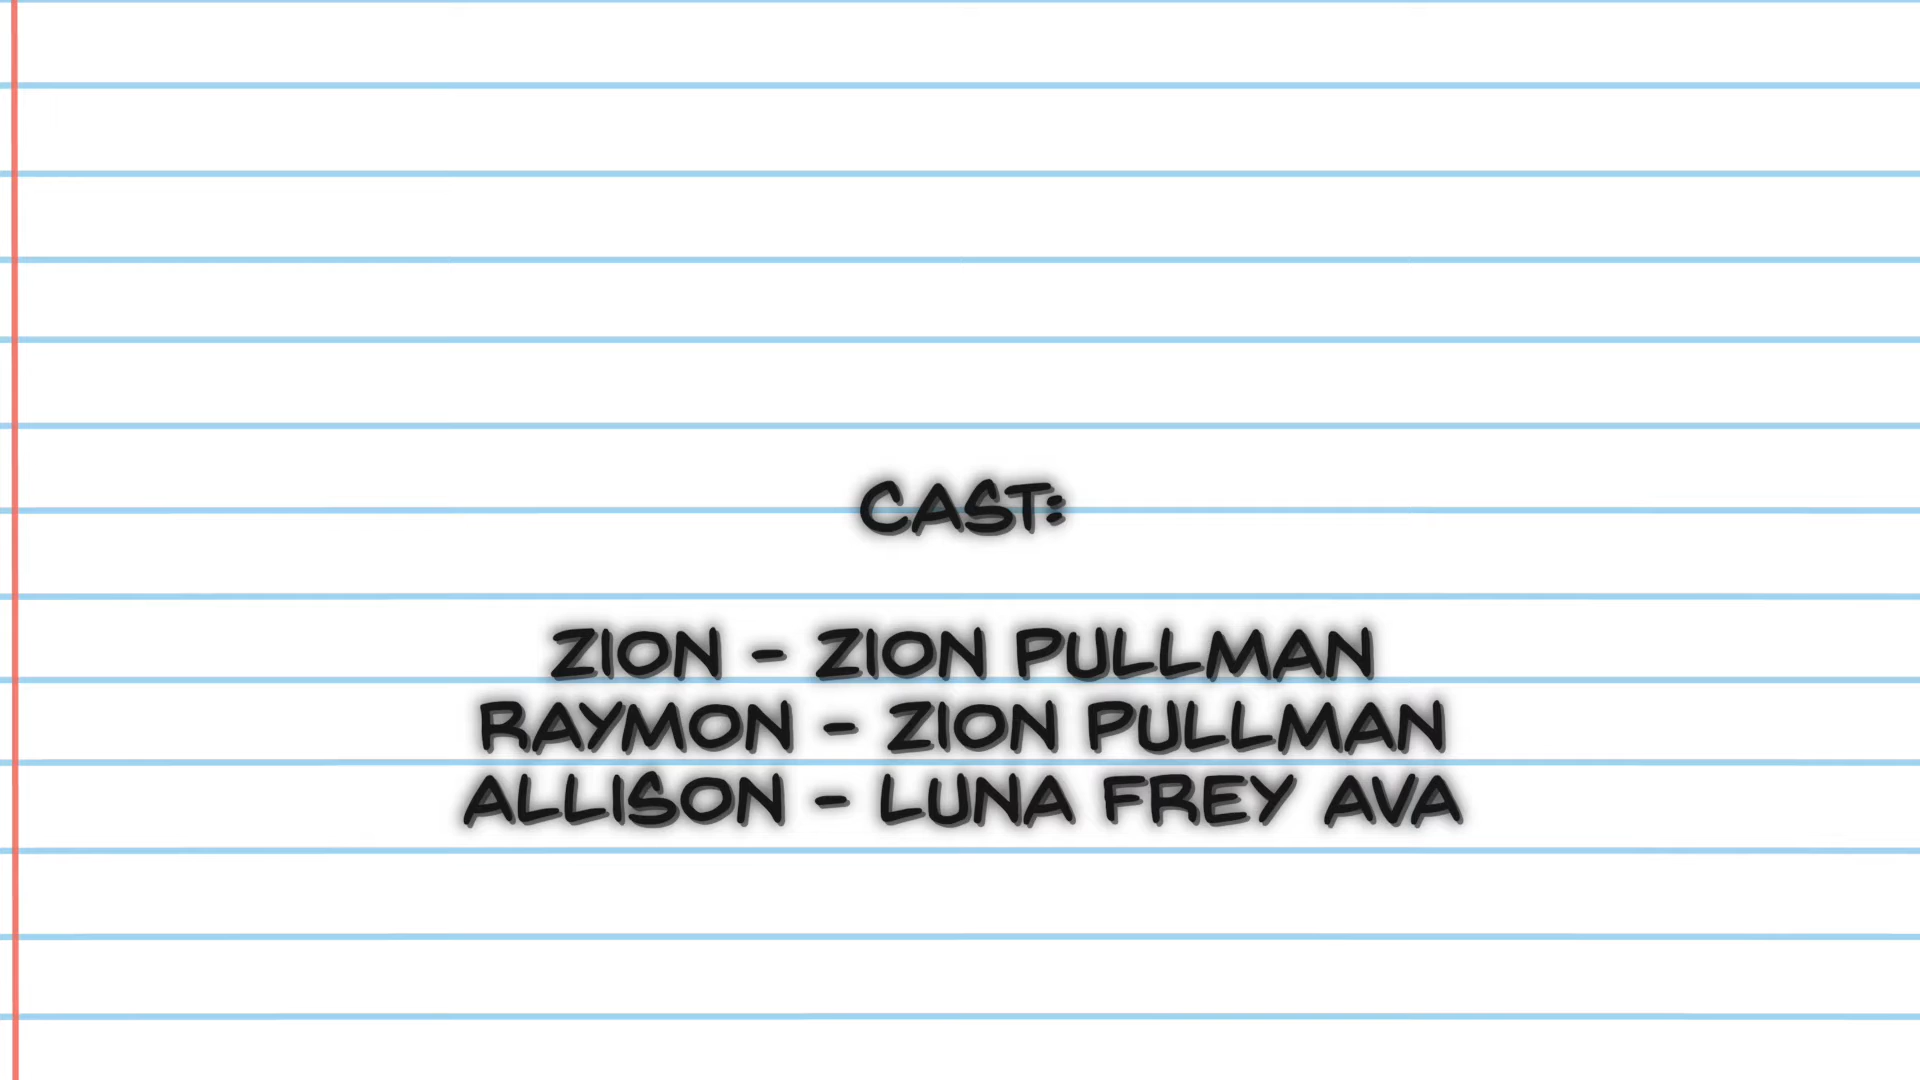 CAST:
ZION - ZION PULLMAN
RAYMON - ZION PULLMAN
ALLISON - LUNA FREY AVA